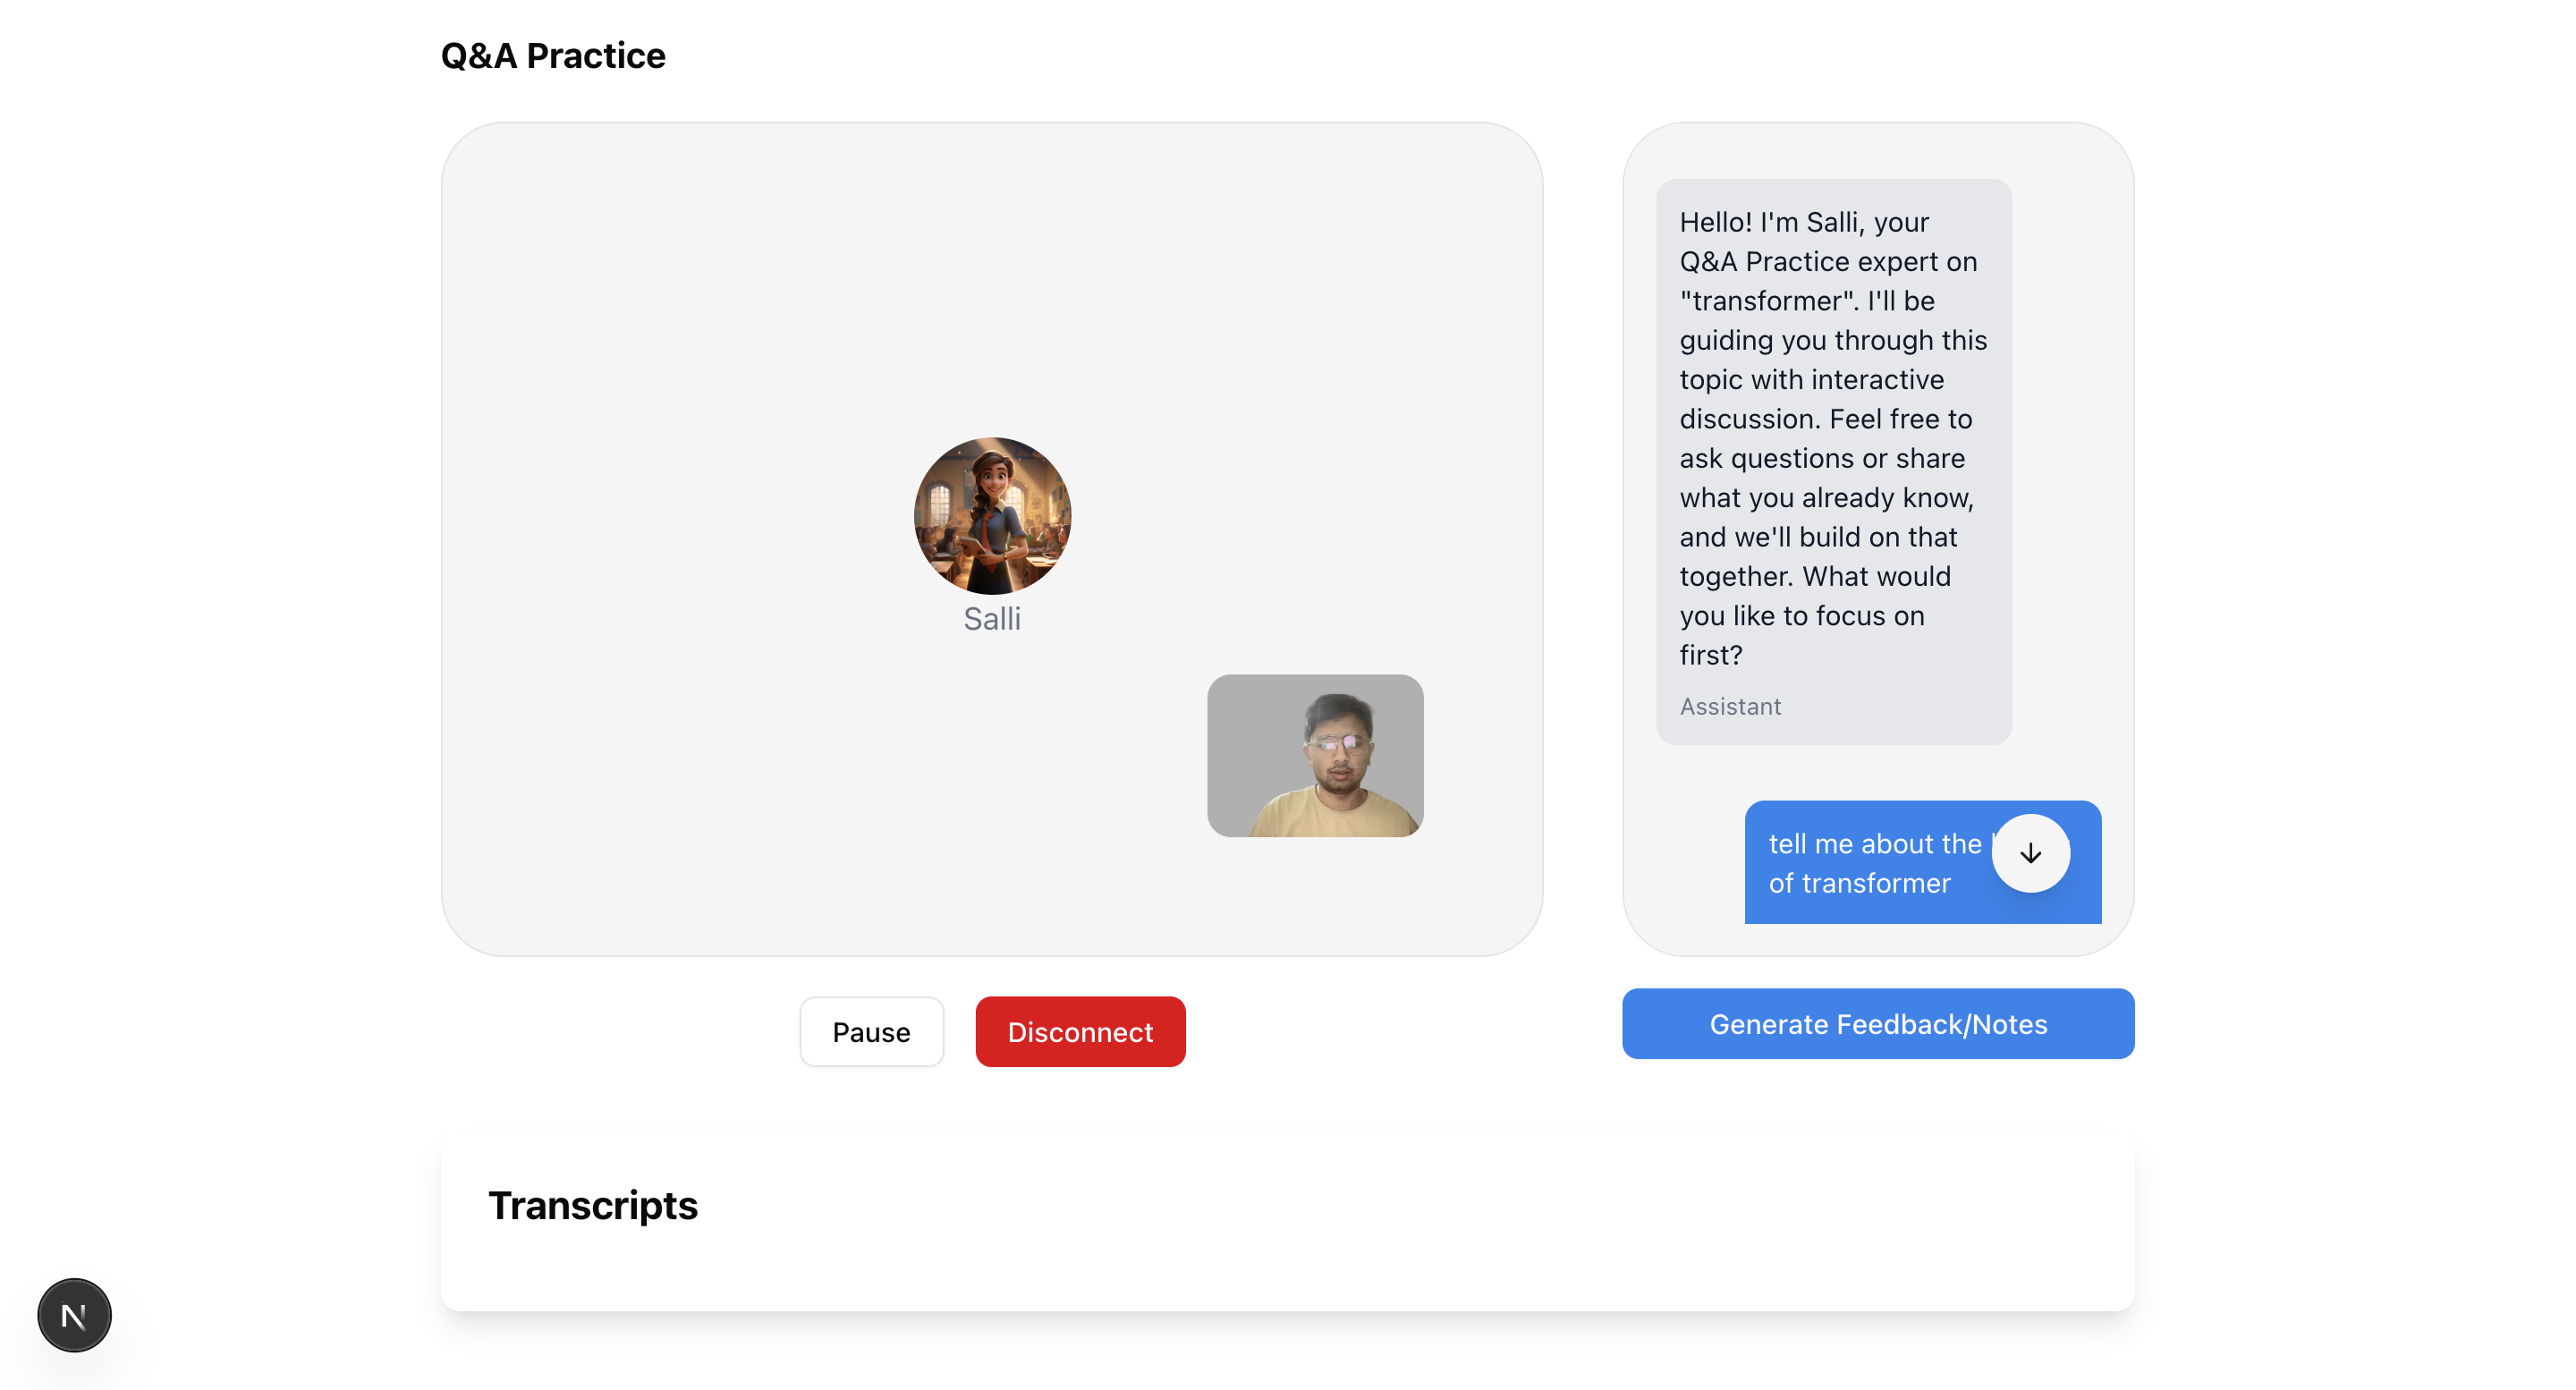 Q&A Practice
Salli
Hello! I'm Salli, your
Q&A Practice expert on
"transformer". I'll be
guiding you through this
topic with interactive
discussion. Feel free to
ask questions or share
what you already know,
and we'll build on that
together. What would
you like to focus on
first?
Assistant
tell me about the
of transformer
Pause
Disconnect
Generate Feedback/Notes
Transcripts
N